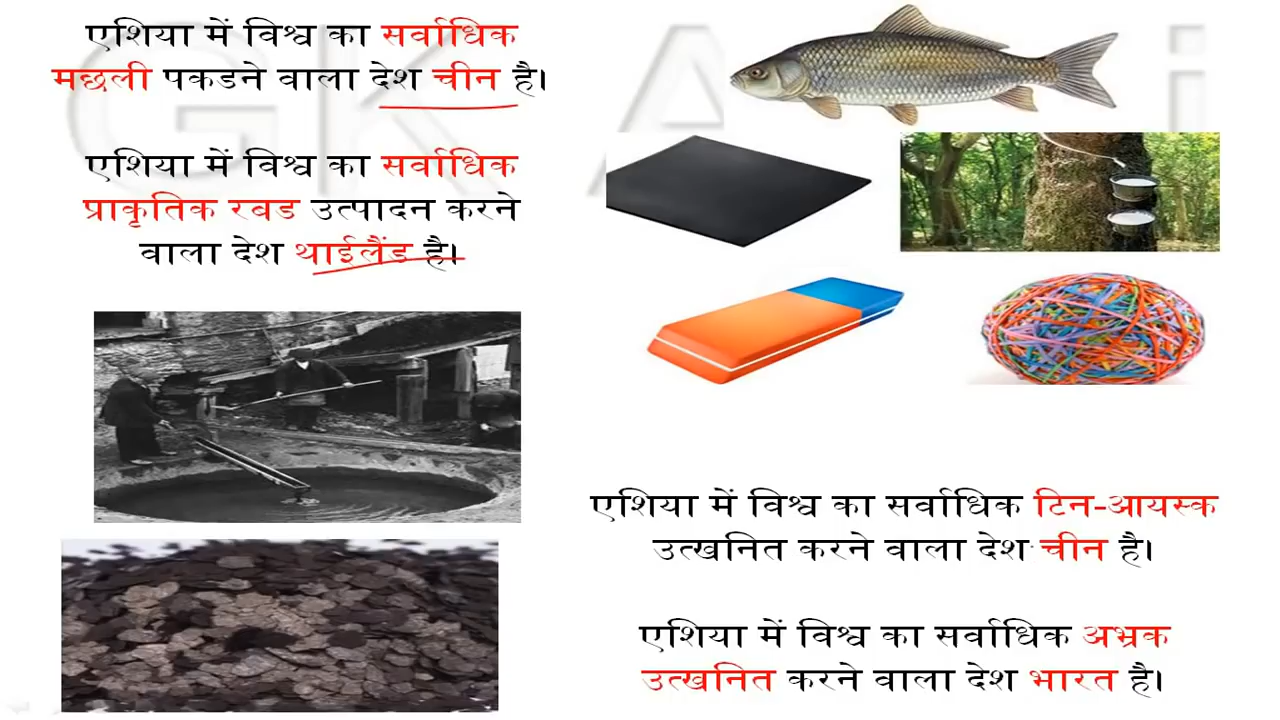 एशिया में विश्व का सर्वाधिक
मछली पकडने वाला देश चीन है।
एशिया में विश्व का सर्वाधिक
प्राकृतिक रबड उत्पादन करने
वाला देश थाईलैंड है।
एशिया में विश्व का सर्वाधिक टिन-आयस्क
उत्खनित करने वाला देश चीन है।
एशिया में विश्व का सर्वाधिक अभ्रक
उत्खनित करने वाला देश भारत है।